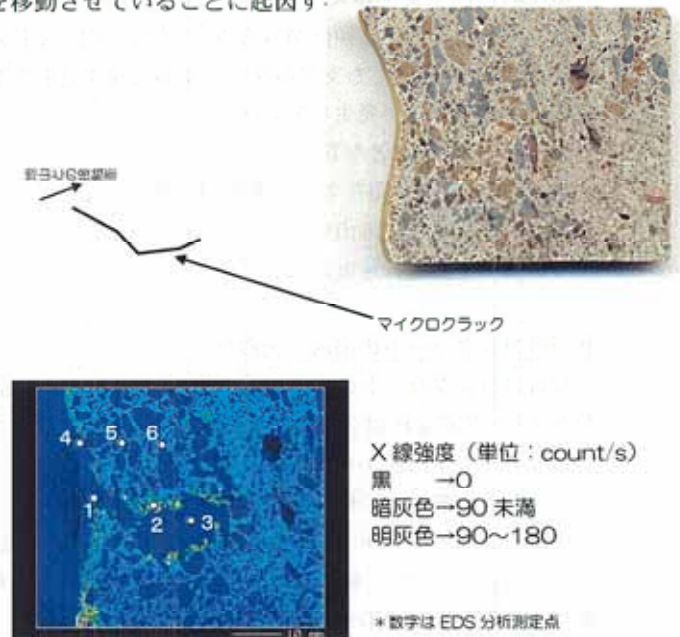 を移動させていることに起因す
マイクロクラック
4 5 6
1 2 3
X線強度（単位：count/s）
黒 →0
暗灰色→90 未満
明灰色→90～180
＊数字は EDS 分析測定点